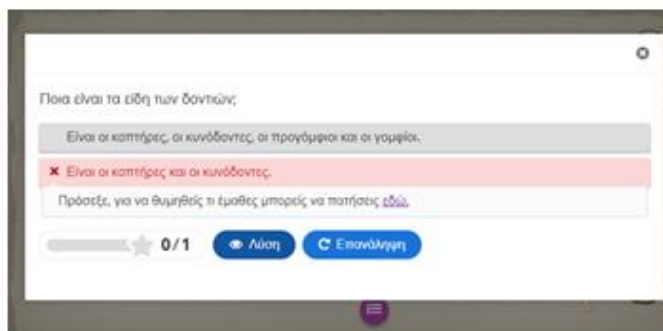 Ποια είναι τα είδη των δοντιών;
Είναι οι κοπτήρες, οι κυνόδοντες, οι προγόμφιοι και οι γομφίοι.
Είναι οι κοπτήρες και οι κυνόδοντες.
Πρόσεξε, για να θυμηθείς τι έμαθες μπορείς να πατήσεις εδώ.
0/1 Λύση Επανάληψη